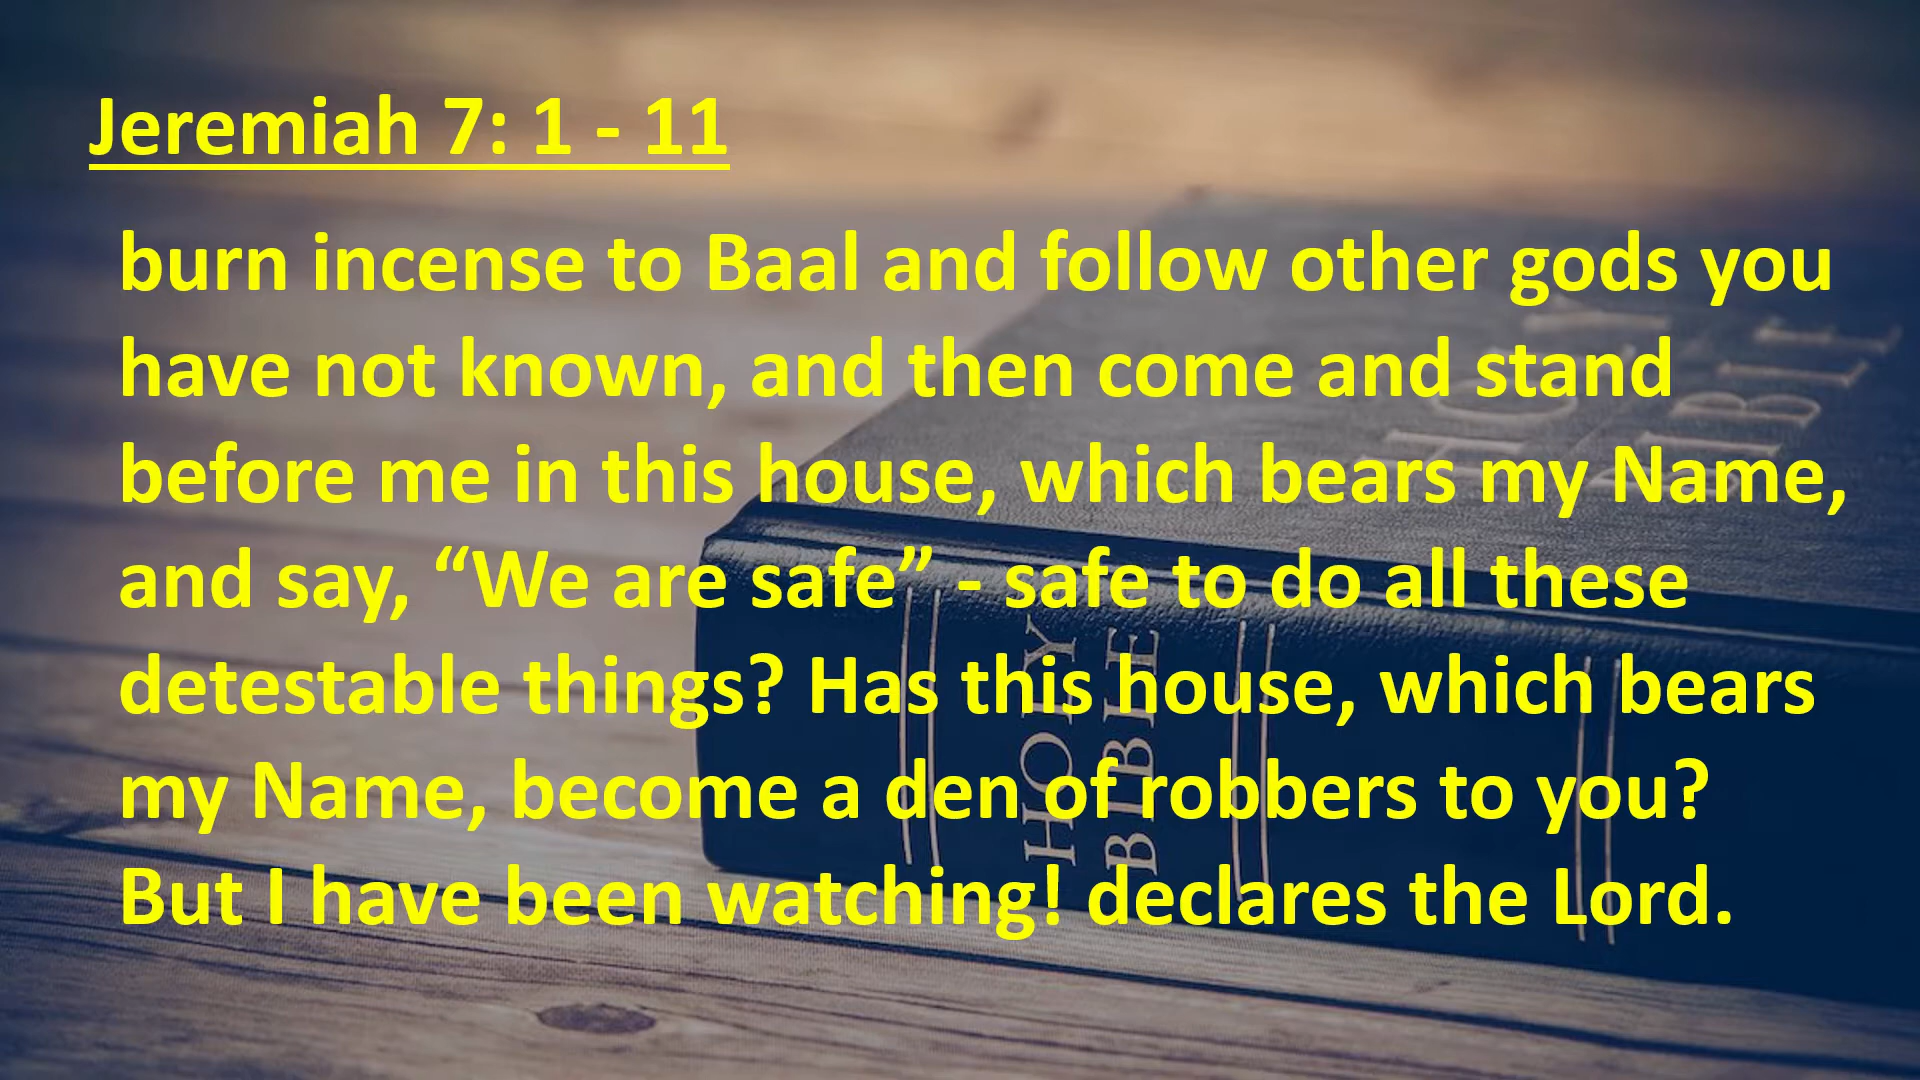 Jeremiah 7: 1 - 11
burn incense to Baal and follow other gods you
have not known, and then come and stand
before me in this house, which bears my Name,
and say, “We are safe” - safe to do all these
detestable things? Has this house, which bears
my Name, become a den of robbers to you?
But I have been watching! declares the Lord.
HOLY
BIBLE
HOLY
BIBLE